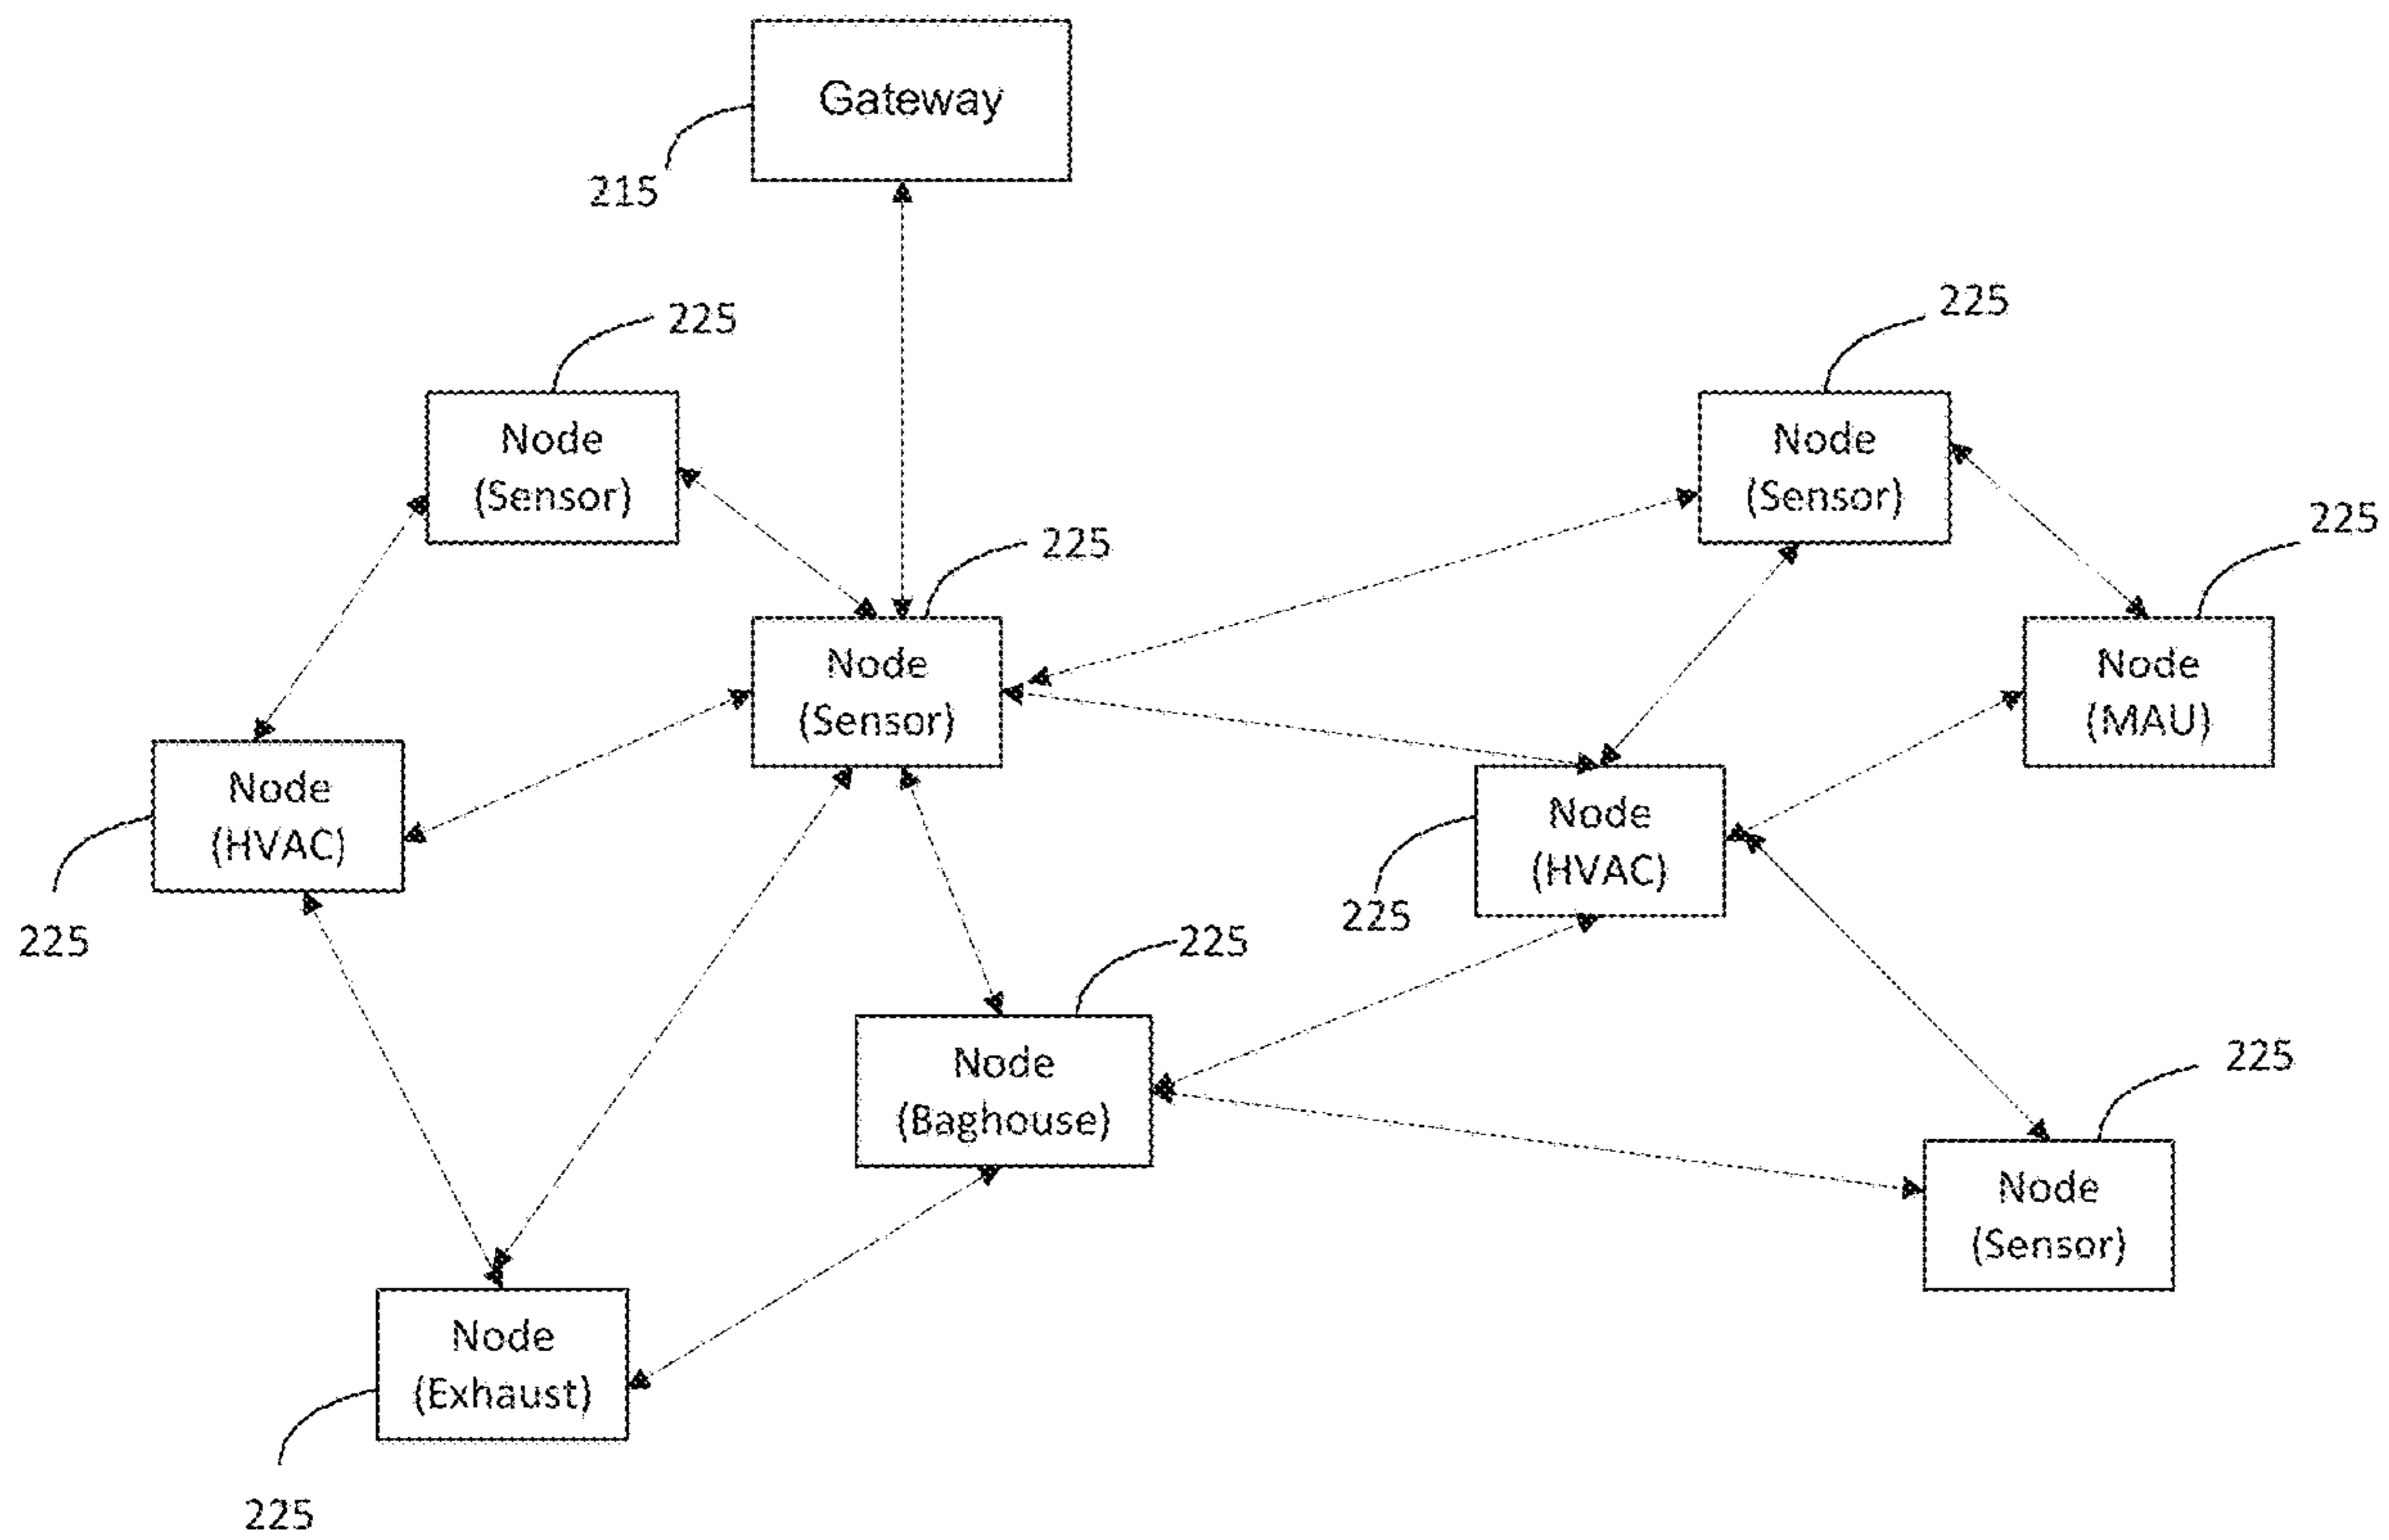 Gateway
215
225
225
Node
(Sensor)
Node
(Sensor)
225
225
Node
(Sensor)
Node
(MAU)
Node
(HVAC)
Node
(HVAC)
225
225
225
Node
(Baghouse)
225
Node
(Sensor)
Node
(Exhaust)
225